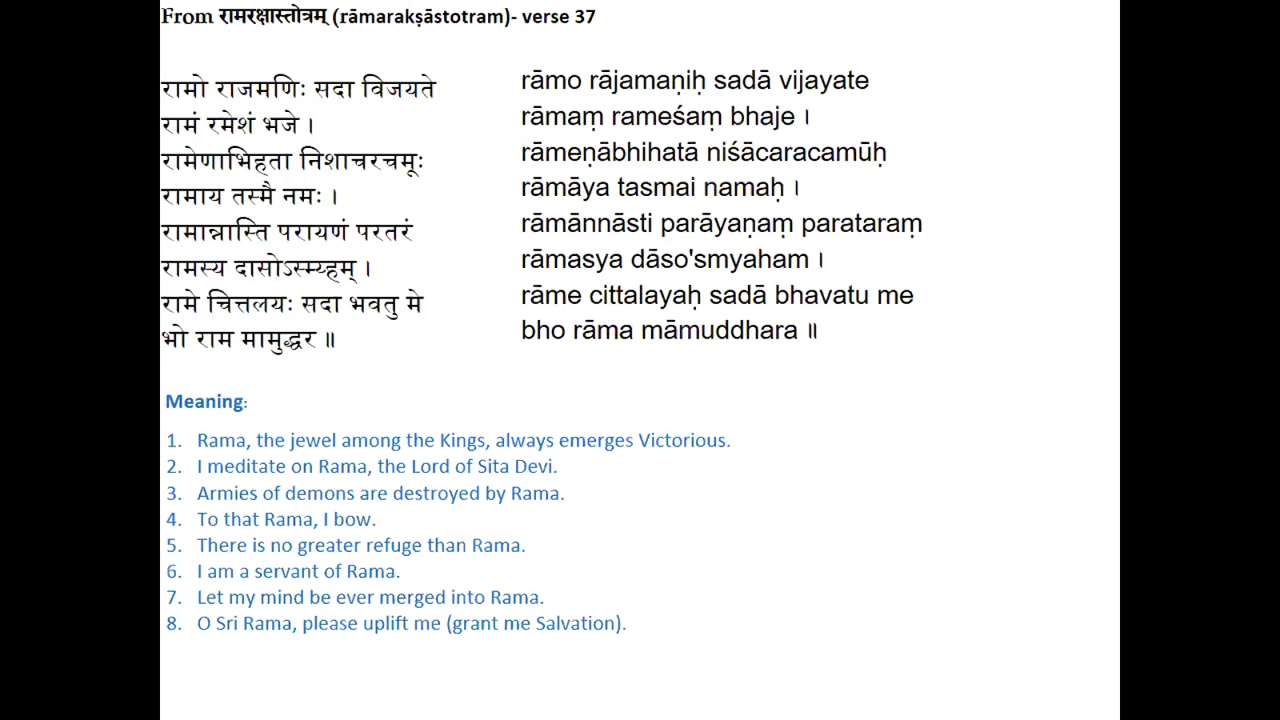 From रामरक्षास्तोत्रम् (rāmarakṣāstotram)- verse 37
रामो राजमणिः सदा विजयते
रामं रमेशं भजे ।
रामेणाभिहता निशाचरचमूः
रामाय तस्मै नमः ।
रामान्नास्ति परायणं परतरं
रामस्य दासोऽस्म्यहम् ।
रामे चित्तलयः सदा भवतु मे
भो राम मामुद्धर ॥
rāmo rājamaṇiḥ sadā vijayate
rāmaṃ rameśaṃ bhaje ।
rāmeṇābhihatā niśācaracamūḥ
rāmāya tasmai namaḥ ।
rāmānnāsti parāyaṇaṃ parataraṃ
rāmasya dāso'smyaham ।
rāme cittalayaḥ sadā bhavatu me
bho rāma māmuddhara ॥
Meaning:
1. Rama, the jewel among the Kings, always emerges Victorious.
2. I meditate on Rama, the Lord of Sita Devi.
3. Armies of demons are destroyed by Rama.
4. To that Rama, I bow.
5. There is no greater refuge than Rama.
6. I am a servant of Rama.
7. Let my mind be ever merged into Rama.
8. O Sri Rama, please uplift me (grant me Salvation).